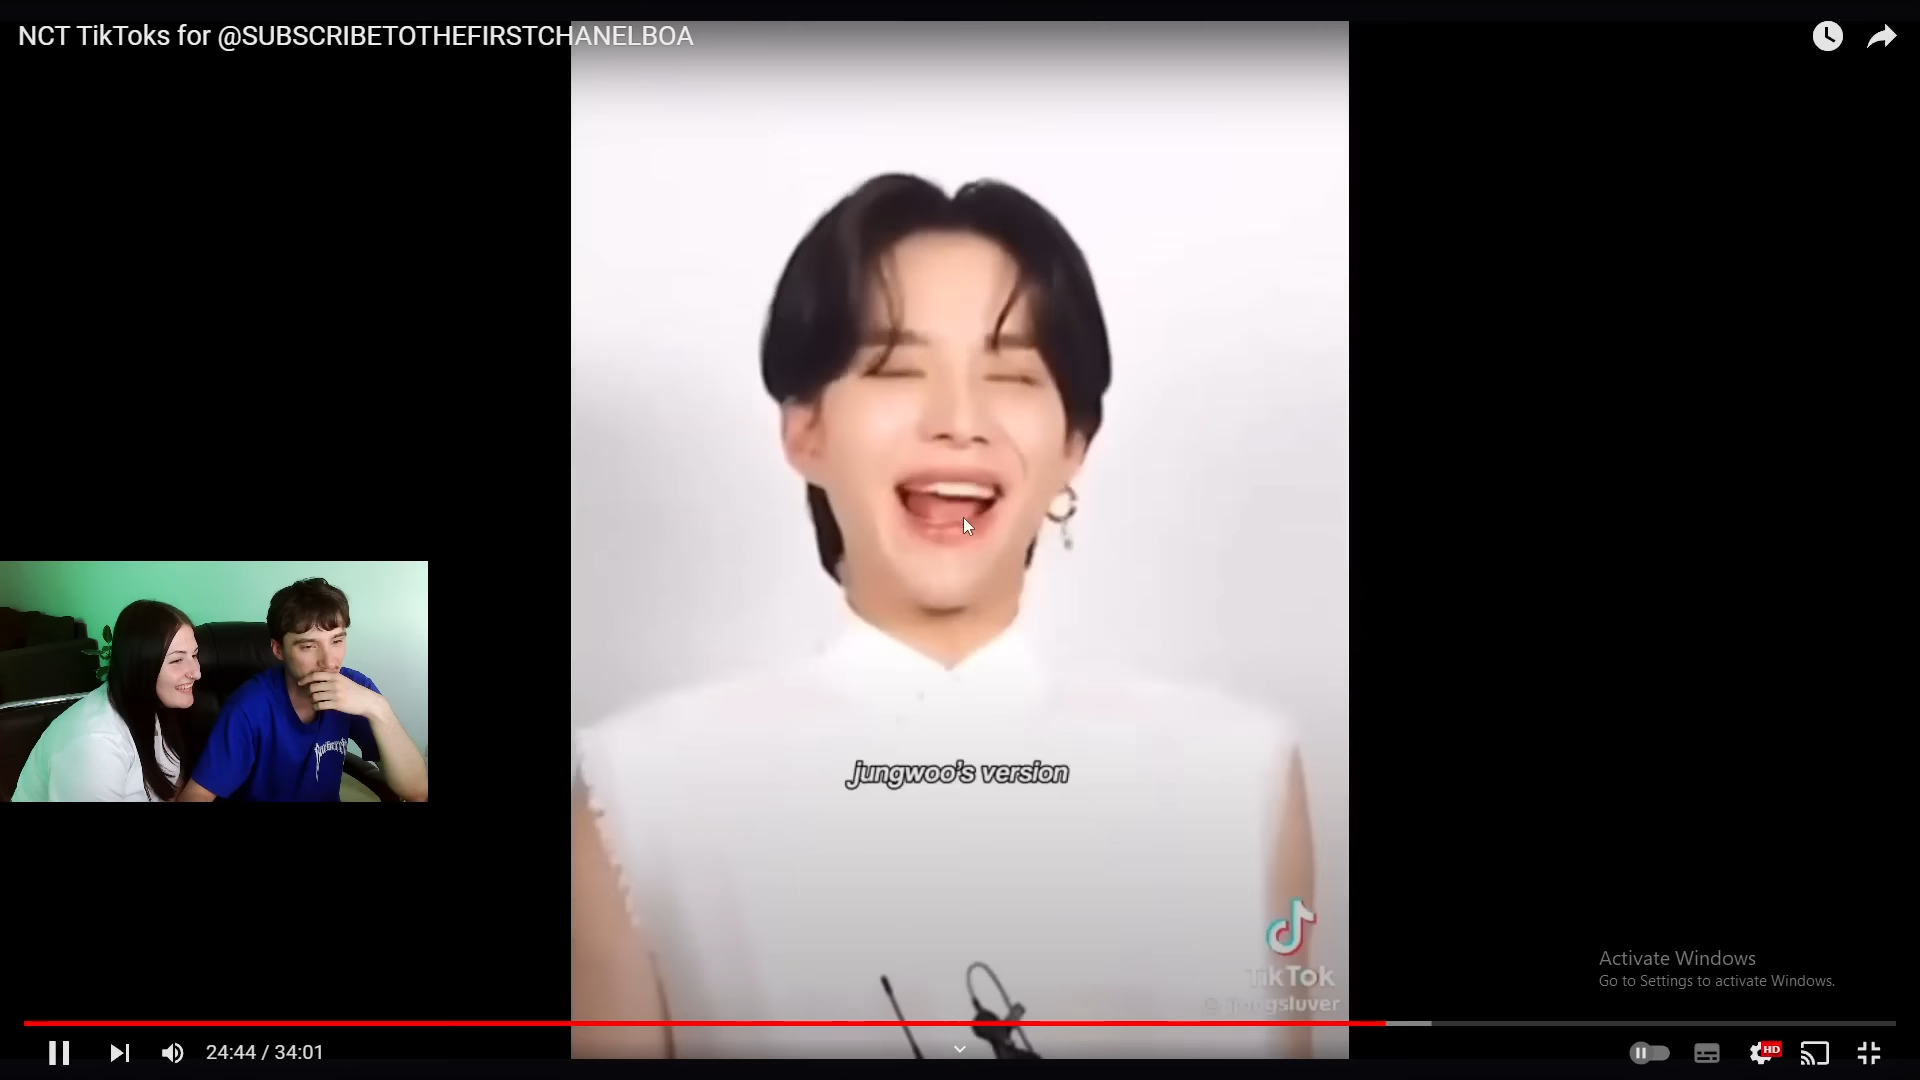 NCT TikToks for @SUBSCRIBETOTHEFIRSTCHANELBOA
jungwoo's version
TikTok
Activate Windows
Go to Settings to activate Windows.
24:44 / 34:01
HD